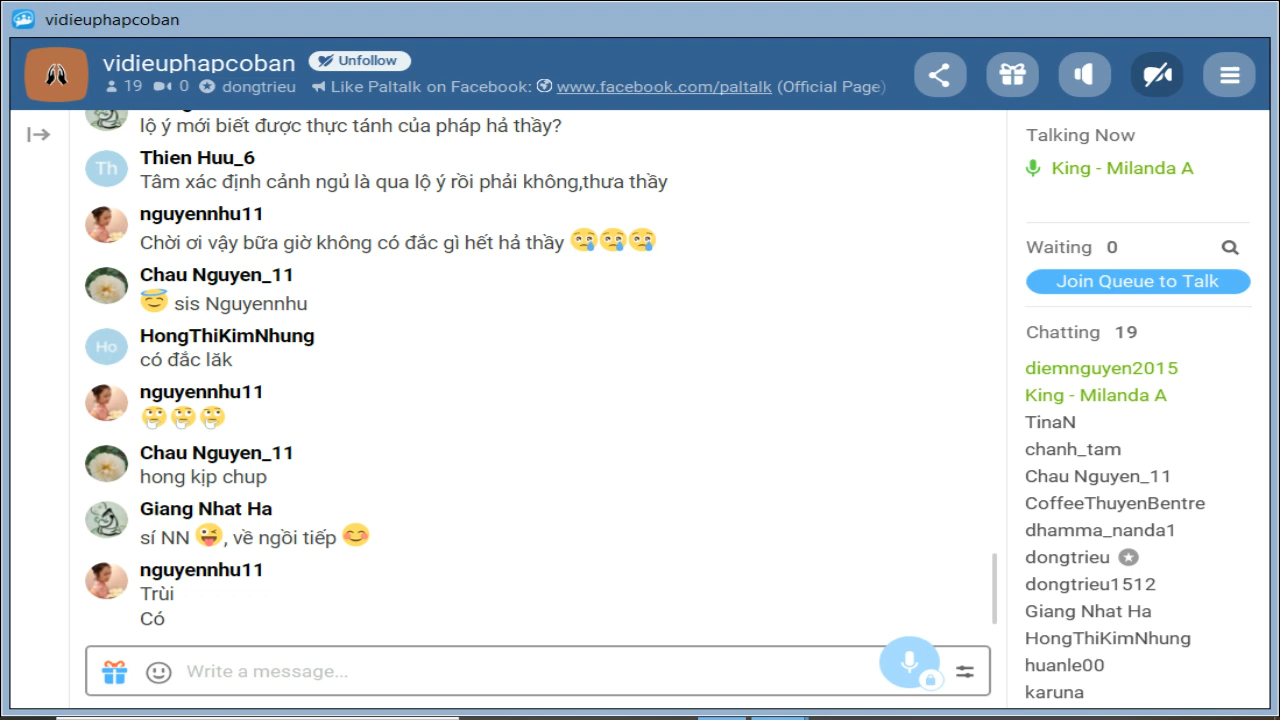 vidieuphapcoban
vidieuphapcoban Unfollow
19 0 dongtrieu Like Paltalk on Facebook: www.facebook.com/paltalk (Official Page)
lộ ý mới biết được thực tánh của pháp hả thầy?
Th Thien Huu_6
Tâm xác định cảnh ngủ là qua lộ ý rồi phải không,thưa thầy
nguyennhu11
Chời ơi vậy bữa giờ không có đắc gì hết hả thầy 😢😢😢
Chau Nguyen_11
😇 sis Nguyennhu
Ho HongThiKimNhung
có đắc lăk
nguyennhu11
🤔🤔🤔
Chau Nguyen_11
hong kịp chup
Giang Nhat Ha
sí NN 😜, về ngồi tiếp 😊
nguyennhu11
Trùi
Có
Write a message...
Talking Now
King - Milanda A
Waiting 0
Join Queue to Talk
Chatting 19
diemnguyen2015
King - Milanda A
TinaN
chanh_tam
Chau Nguyen_11
CoffeeThuyenBentre
dhamma_nanda1
dongtrieu
dongtrieu1512
Giang Nhat Ha
HongThiKimNhung
huanle00
karuna